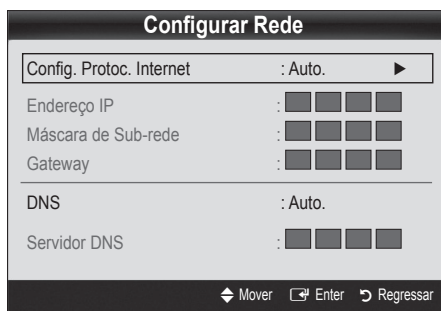 Configurar Rede
Config. Protoc. Internet : Auto. ►
Endereço IP :
Máscara de Sub-rede :
Gateway :
DNS : Auto.
Servidor DNS :
Mover Enter Regressar